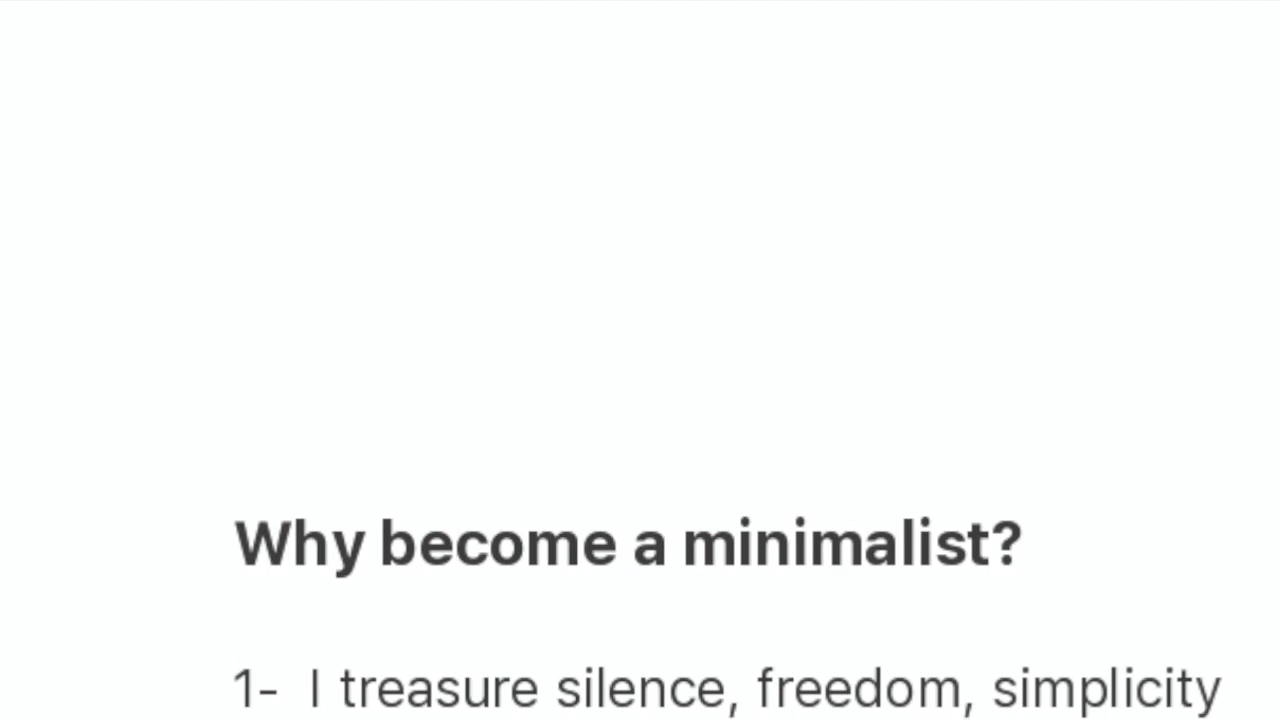 Why become a minimalist?
1- I treasure silence, freedom, simplicity